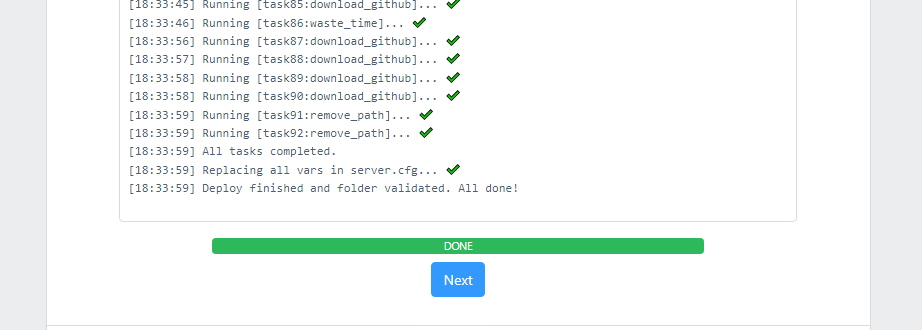 [18:33:45] Running [task85:download_github]... ✔
[18:33:46] Running [task86:waste_time]... ✔
[18:33:56] Running [task87:download_github]... ✔
[18:33:57] Running [task88:download_github]... ✔
[18:33:58] Running [task89:download_github]... ✔
[18:33:58] Running [task90:download_github]... ✔
[18:33:59] Running [task91:remove_path]... ✔
[18:33:59] Running [task92:remove_path]... ✔
[18:33:59] All tasks completed.
[18:33:59] Replacing all vars in server.cfg... ✔
[18:33:59] Deploy finished and folder validated. All done!
DONE
Next